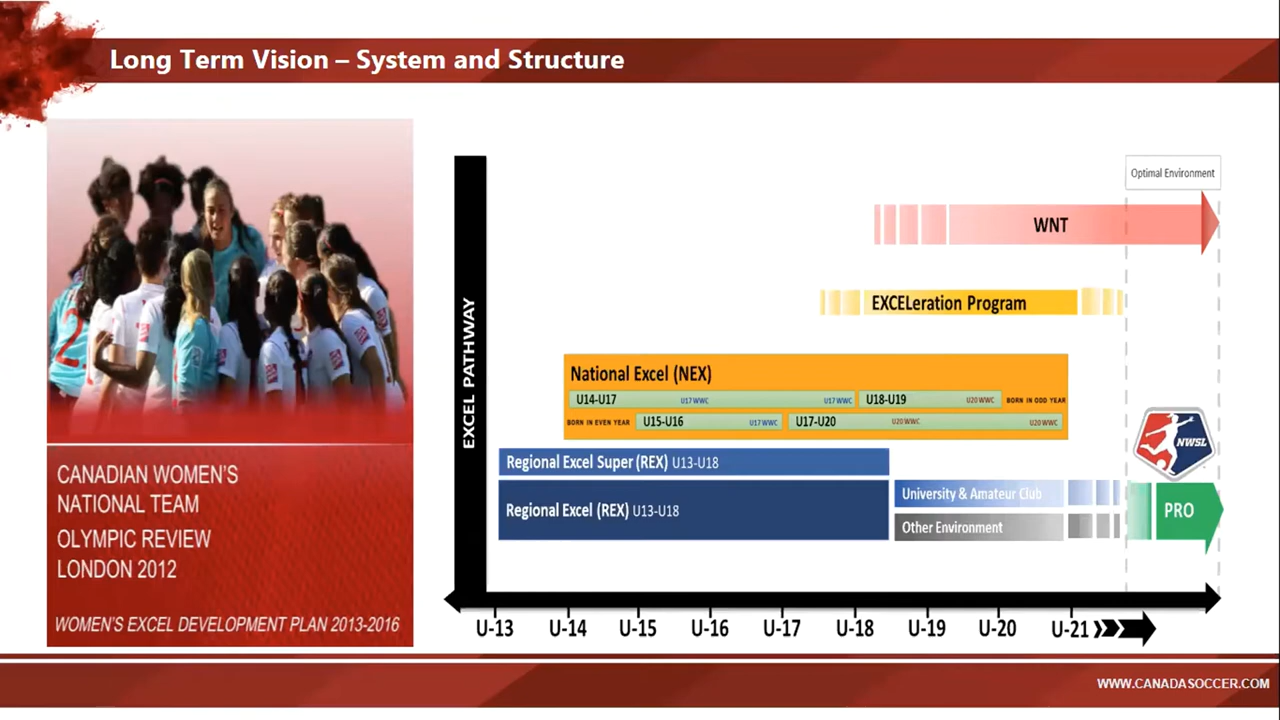 Long Term Vision – System and Structure
CANADIAN WOMEN'S
NATIONAL TEAM
OLYMPIC REVIEW
LONDON 2012
WOMEN'S EXCEL DEVELOPMENT PLAN 2013-2016
2
EXCEL PATHWAY
Optimal Environment
WNT
EXCELeration Program
National Excel (NEX)
U14-U17 U17 WWC U17 WWC U18-U19 U20 WWC BORN IN ODD YEAR
BORN IN EVEN YEAR U15-U16 U17 WWC U17-U20 U20 WWC U20 WWC
Regional Excel Super (REX) U13-U18
Regional Excel (REX) U13-U18
University & Amateur Club
Other Environment
NWSL
PRO
U-13 U-14 U-15 U-16 U-17 U-18 U-19 U-20 U-21
WWW.CANADASOCCER.COM